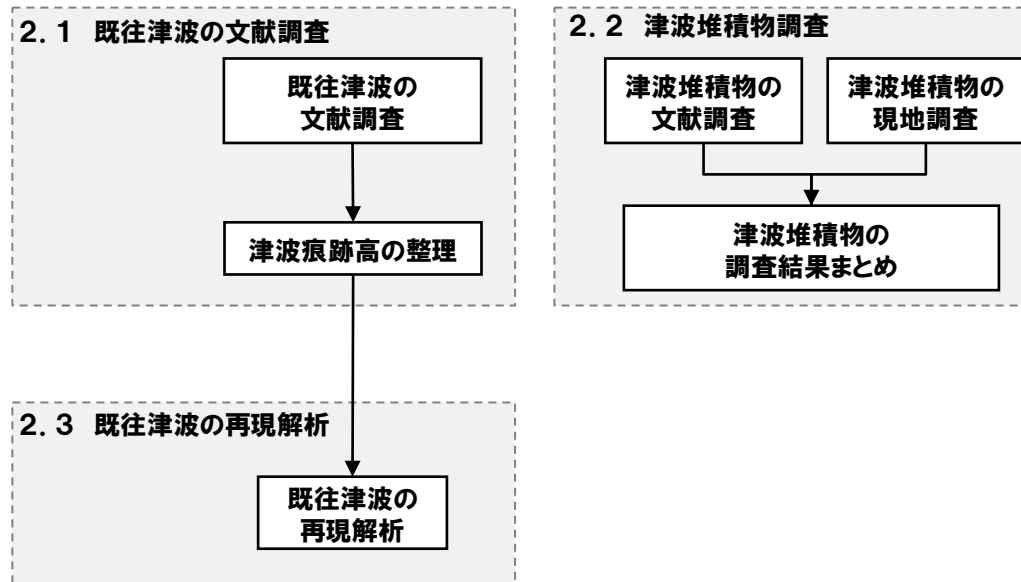 2.1 既往津波の文献調査
既往津波の
文献調査
津波痕跡高の整理
2.2 津波堆積物調査
津波堆積物の
文献調査
津波堆積物の
現地調査
津波堆積物の
調査結果まとめ
2.3 既往津波の再現解析
既往津波の
再現解析